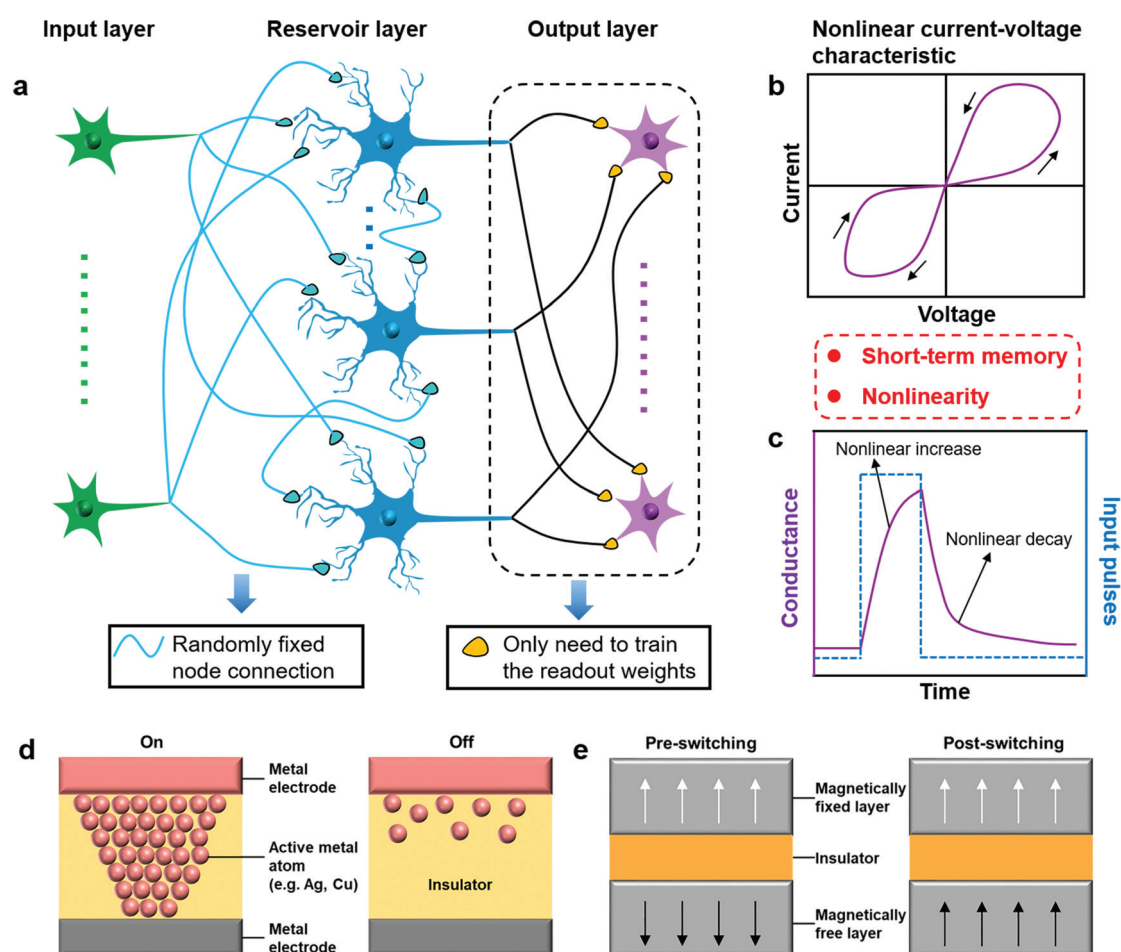 Input layer
Reservoir layer
Output layer
a
Randomly fixed
node connection
Only need to train
the readout weights
Nonlinear current-voltage
characteristic
b
Current
Voltage
Short-term memory
Nonlinearity
c
Nonlinear increase
Nonlinear decay
Conductance
Input pulses
Time
d
On
Off
Metal
electrode
Active metal
atom
(e.g. Ag, Cu)
Insulator
Metal
electrode
e
Pre-switching
Post-switching
Magnetically
fixed layer
Insulator
Magnetically
free layer